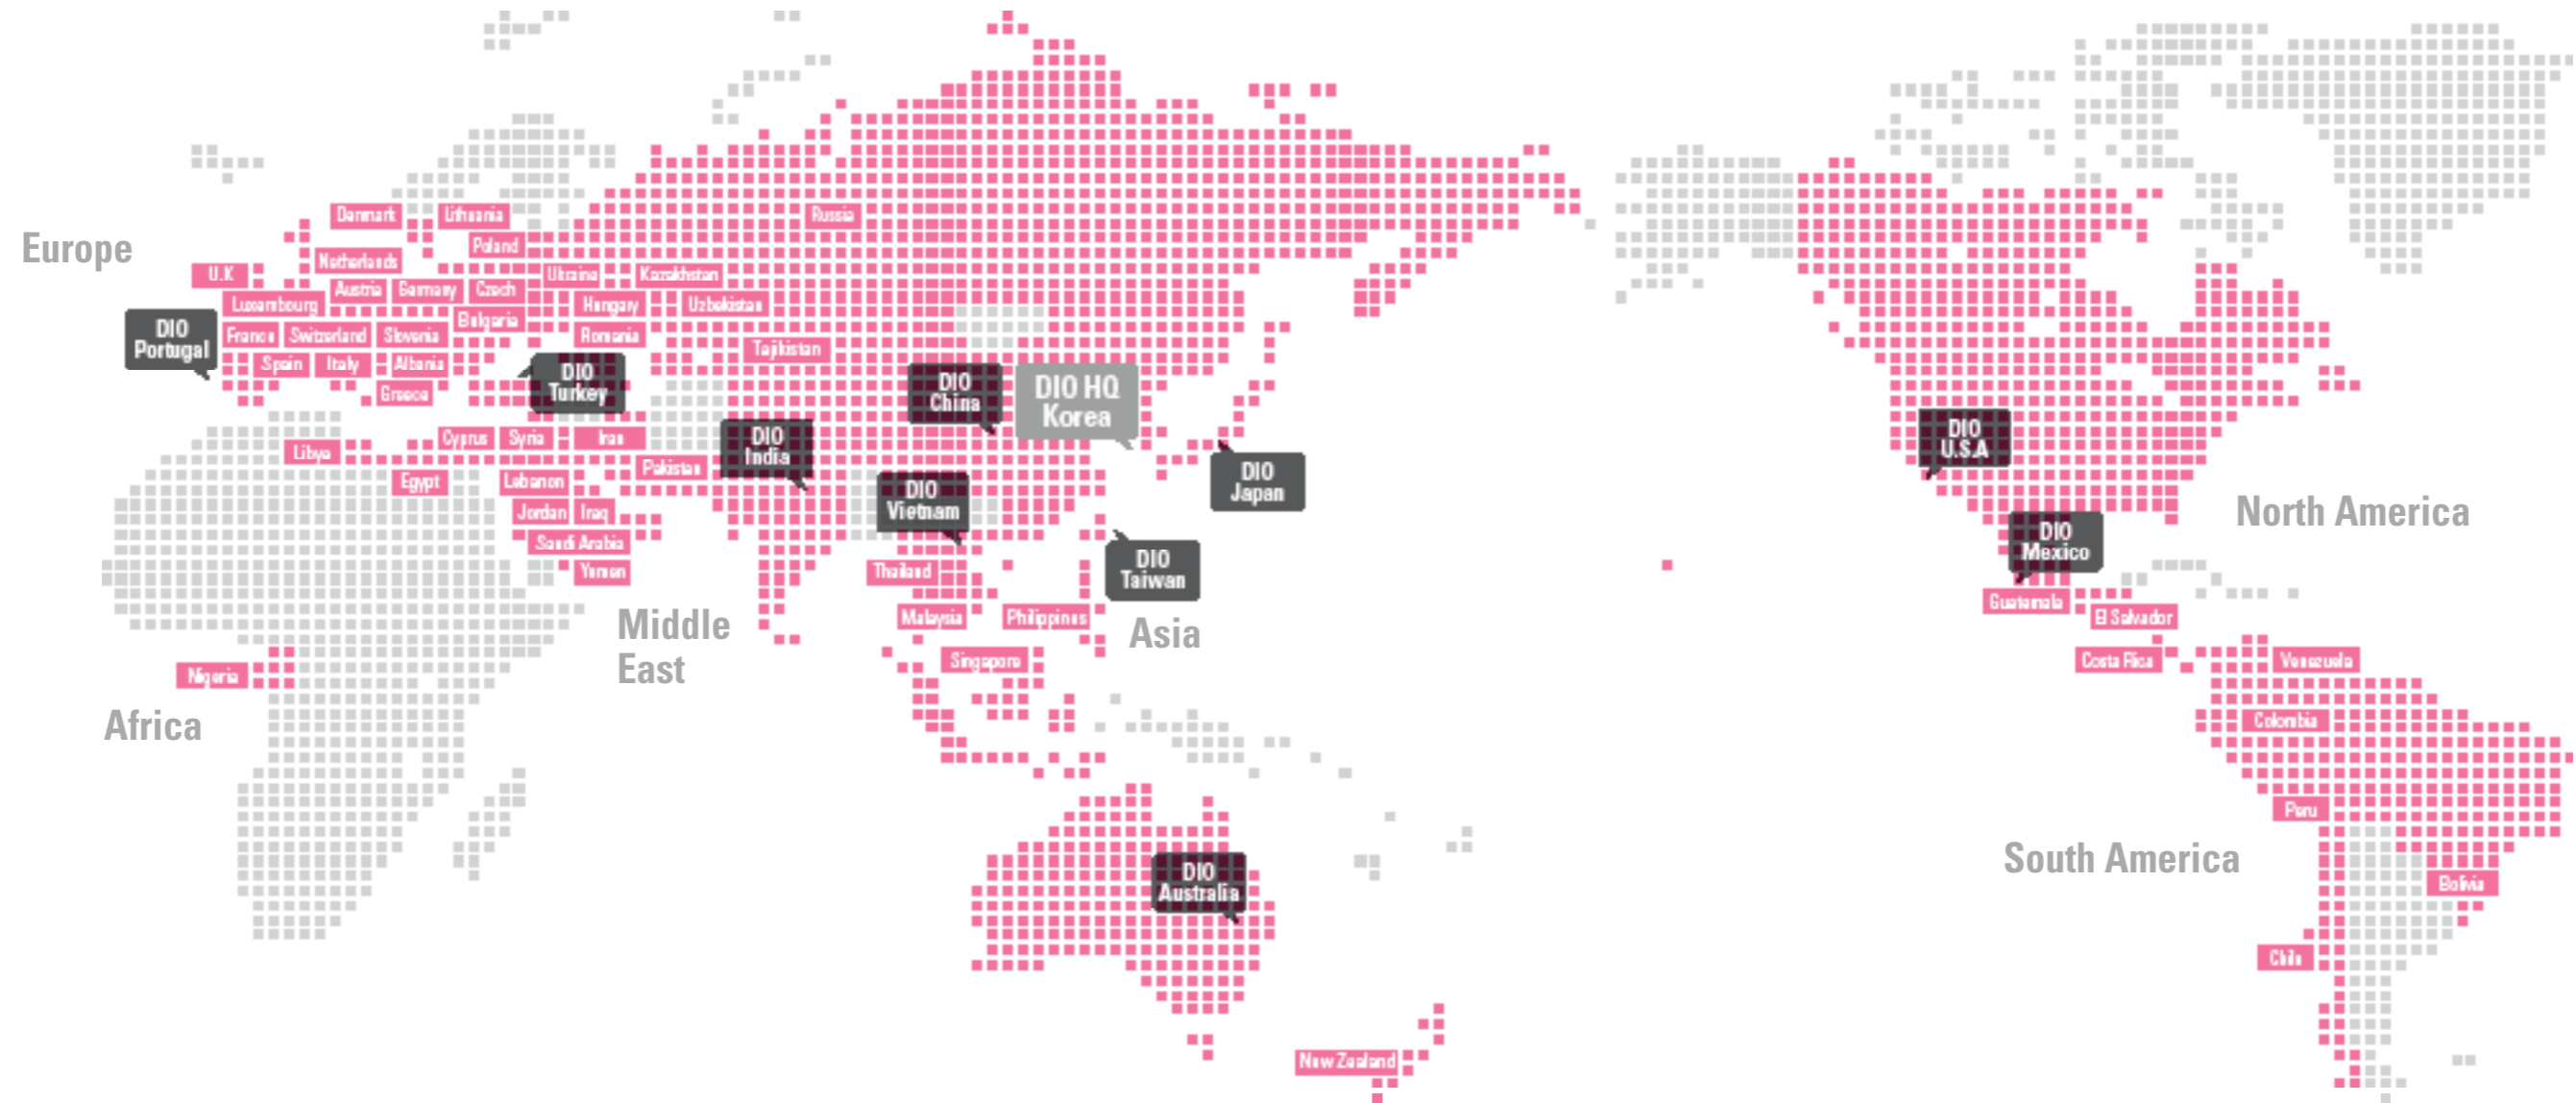 Denmark
Lithuania
Russia
Europe
Poland
Netherlands
U.K
Ukraine
Kazakhstan
Austria
Germany
Czech
Luxembourg
Hungary
Uzbekistan
Bulgaria
DIO
Portugal
France
Switzerland
Slovenia
Romania
Tajikistan
Spain
Italy
Albania
DIO
Turkey
Greece
DIO
China
DIO HQ
Korea
DIO
U.S.A
Cyprus
Syria
Iran
DIO
India
Libya
Pakistan
DIO
Japan
Egypt
Lebanon
DIO
Vietnam
Jordan
Iraq
North America
Saudi Arabia
DIO
Mexico
Yemen
Thailand
DIO
Taiwan
Guatemala
El Salvador
Malaysia
Philippines
Middle
East
Asia
Singapore
Costa Rica
Venezuela
Nigeria
Africa
Colombia
Peru
South America
DIO
Australia
Bolivia
Chile
New Zealand